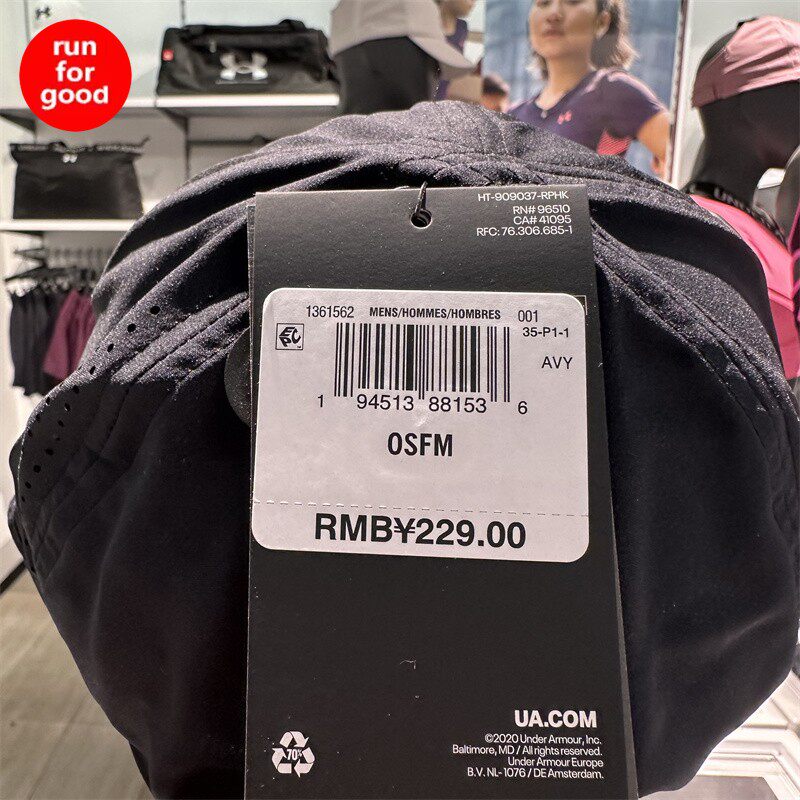 run
for
good
HT-909037-RPHK
RN# 96510
CA# 41095
RFC: 76.306.685-1
1361562 MENS/HOMMES/HOMBRES 001
35-P1-1
EPC
AVY
1 94513 88153 6
OSFM
RMB¥229.00
70%
UA.COM
©2020 Under Armour, Inc.
Baltimore, MD / All rights reserved.
Under Armour Europe
B.V. NL- 1076 / DE Amsterdam.